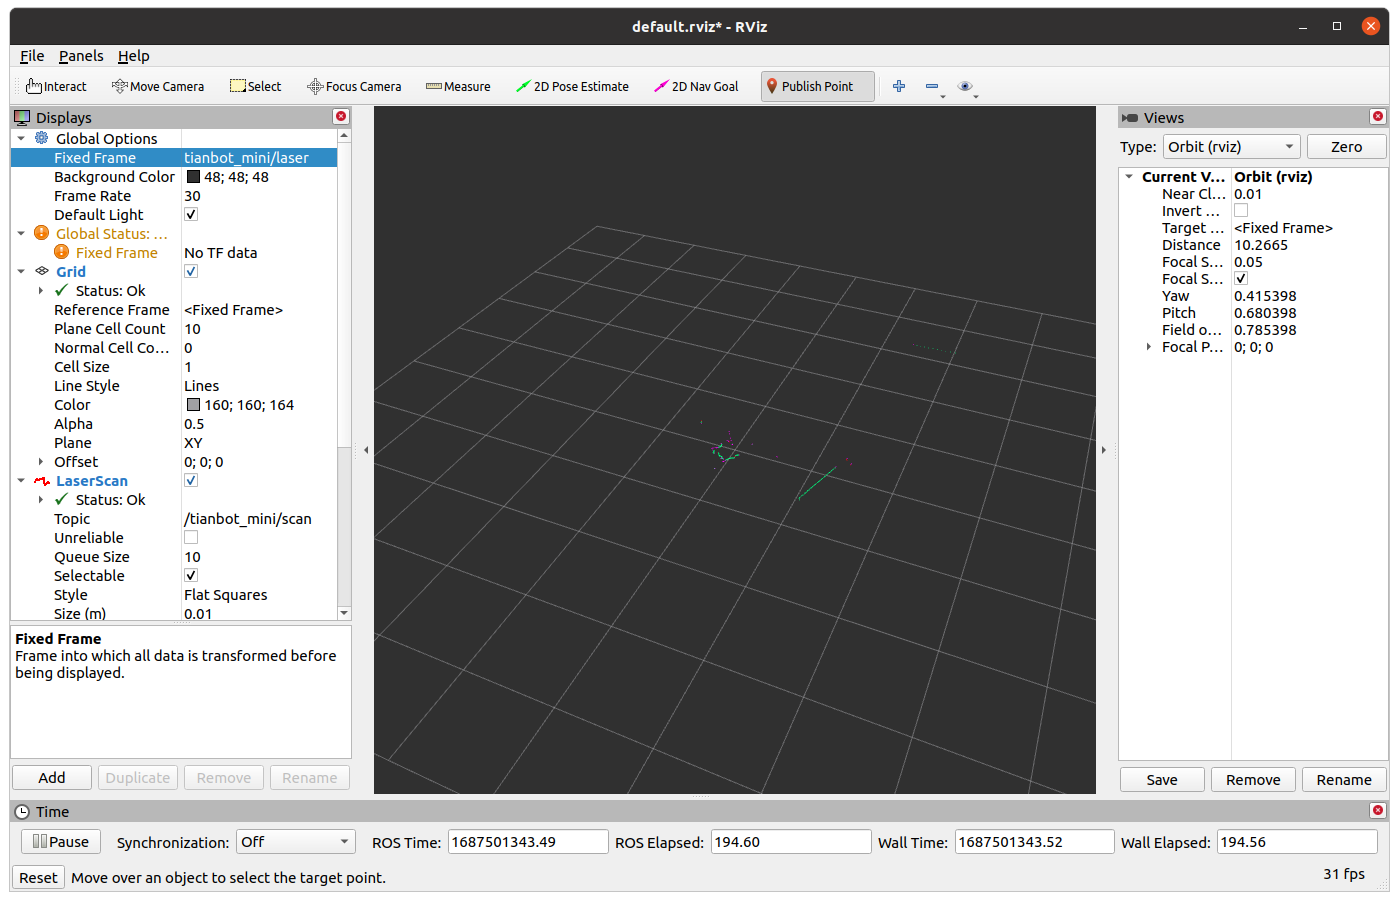 default.rviz* - RViz
File Panels Help
Interact Move Camera Select Focus Camera Measure 2D Pose Estimate 2D Nav Goal Publish Point
Displays
Global Options
Fixed Frame tianbot_mini/laser
Background Color 48; 48; 48
Frame Rate 30
Default Light
Global Status: ...
Fixed Frame No TF data
Grid
Status: Ok
Reference Frame <Fixed Frame>
Plane Cell Count 10
Normal Cell Co... 0
Cell Size 1
Line Style Lines
Color 160; 160; 164
Alpha 0.5
Plane XY
Offset 0; 0; 0
LaserScan
Status: Ok
Topic /tianbot_mini/scan
Unreliable
Queue Size 10
Selectable
Style Flat Squares
Size (m) 0.01
Fixed Frame
Frame into which all data is transformed before
being displayed.
Add Duplicate Remove Rename
Views
Type: Orbit (rviz) Zero
Current V... Orbit (rviz)
Near Cl... 0.01
Invert ...
Target ... <Fixed Frame>
Distance 10.2665
Focal S... 0.05
Focal S...
Yaw 0.415398
Pitch 0.680398
Field o... 0.785398
Focal P... 0; 0; 0
Save Remove Rename
Time
Pause Synchronization: Off ROS Time: 1687501343.49 ROS Elapsed: 194.60 Wall Time: 1687501343.52 Wall Elapsed: 194.56
Reset Move over an object to select the target point. 31 fps